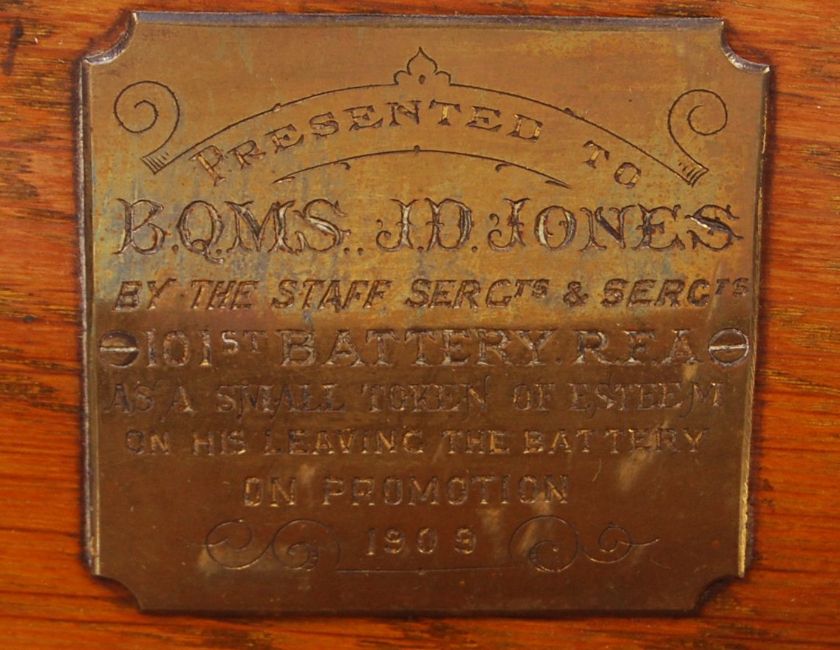 PRESENTED TO
B.Q.M.S. J.D. JONES
BY THE STAFF SERGTS & SERGTS
101ST BATTERY. R.F.A
AS A SMALL TOKEN OF ESTEEM
ON HIS LEAVING THE BATTERY
ON PROMOTION
1909